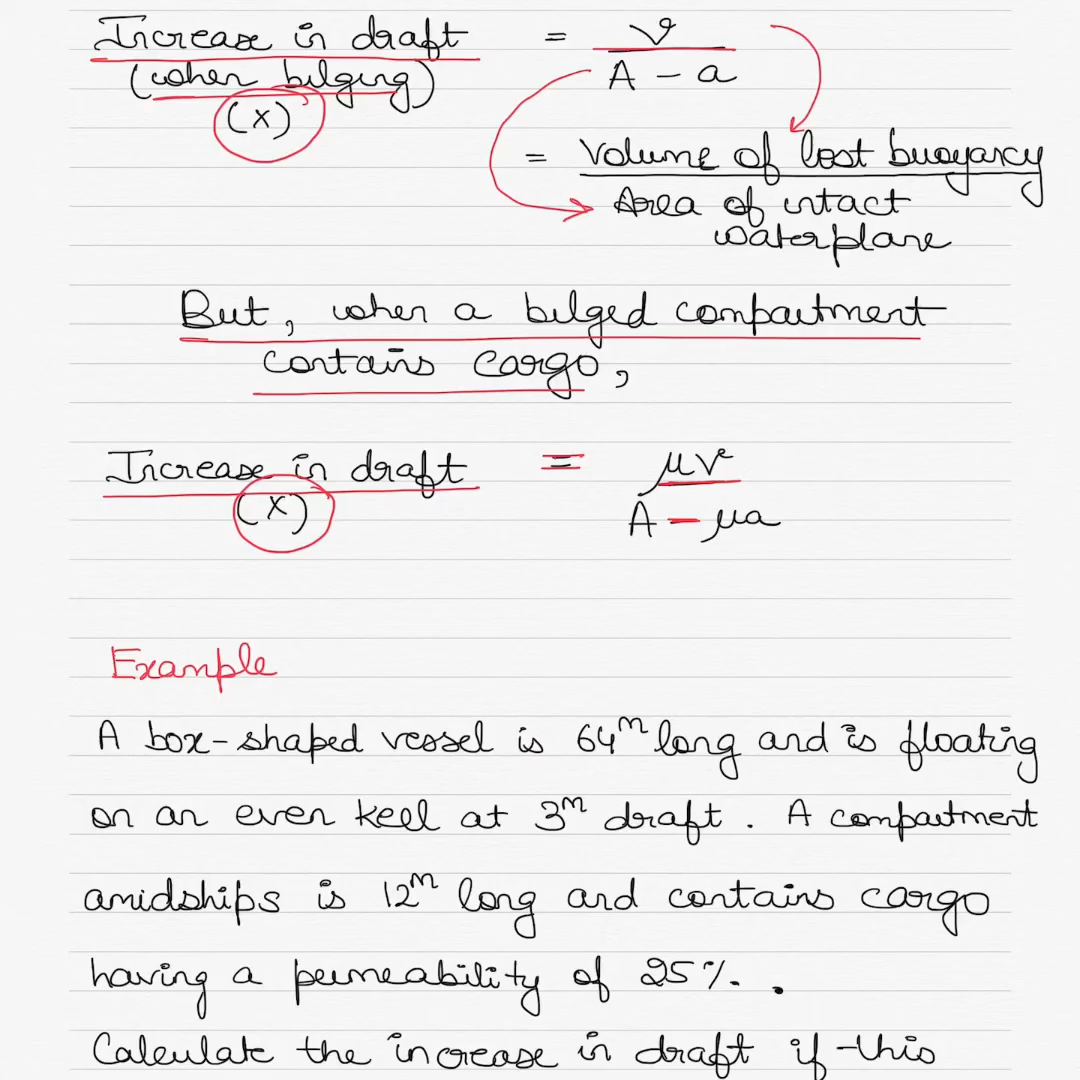 Increase in draft = v / A - a
(when bilging)
(x)
= Volume of lost buoyancy / Area of intact waterplane
But, when a bilged compartment
contains cargo,
Increase in draft = μv / A - μa
(x)
Example
A box-shaped vessel is 64m long and is floating
on an even keel at 3m draft. A compartment
amidships is 12m long and contains cargo
having a permeability of 25%.
Calculate the increase in draft if this